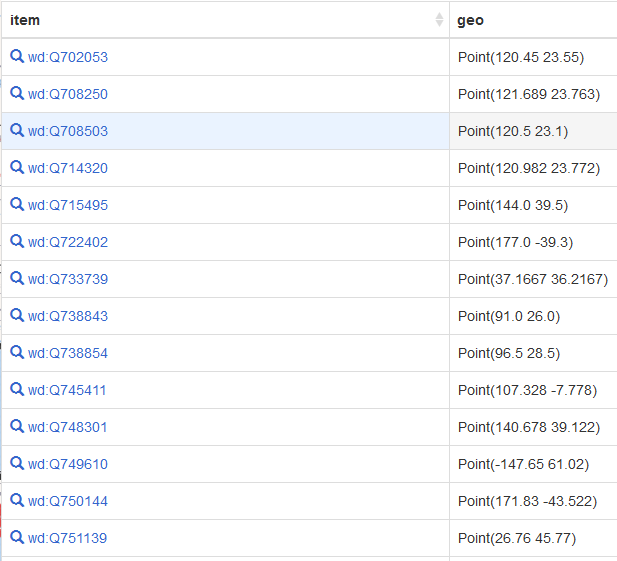 item geo
wd:Q702053 Point(120.45 23.55)
wd:Q708250 Point(121.689 23.763)
wd:Q708503 Point(120.5 23.1)
wd:Q714320 Point(120.982 23.772)
wd:Q715495 Point(144.0 39.5)
wd:Q722402 Point(177.0 -39.3)
wd:Q733739 Point(37.1667 36.2167)
wd:Q738843 Point(91.0 26.0)
wd:Q738854 Point(96.5 28.5)
wd:Q745411 Point(107.328 -7.778)
wd:Q748301 Point(140.678 39.122)
wd:Q749610 Point(-147.65 61.02)
wd:Q750144 Point(171.83 -43.522)
wd:Q751139 Point(26.76 45.77)